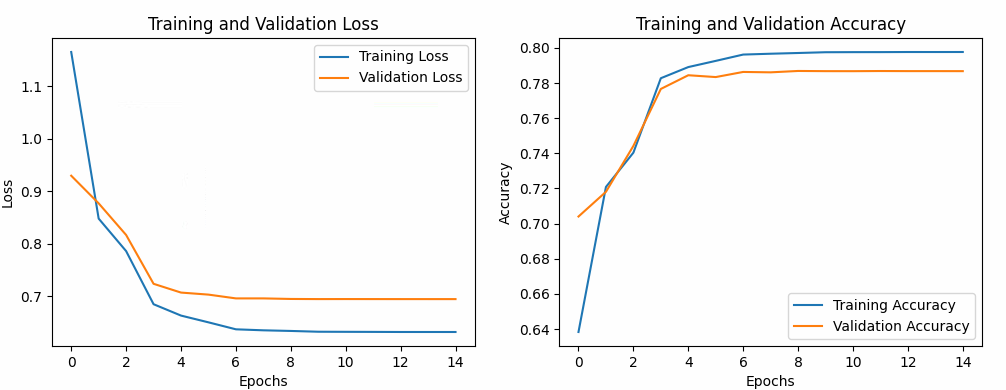 Training and Validation Loss
Training Loss
Validation Loss
1.1
1.0
0.9
0.8
0.7
Loss
0 2 4 6 8 10 12 14
Epochs
Training and Validation Accuracy
0.80
0.78
0.76
0.74
0.72
0.70
0.68
0.66
0.64
Accuracy
Training Accuracy
Validation Accuracy
0 2 4 6 8 10 12 14
Epochs